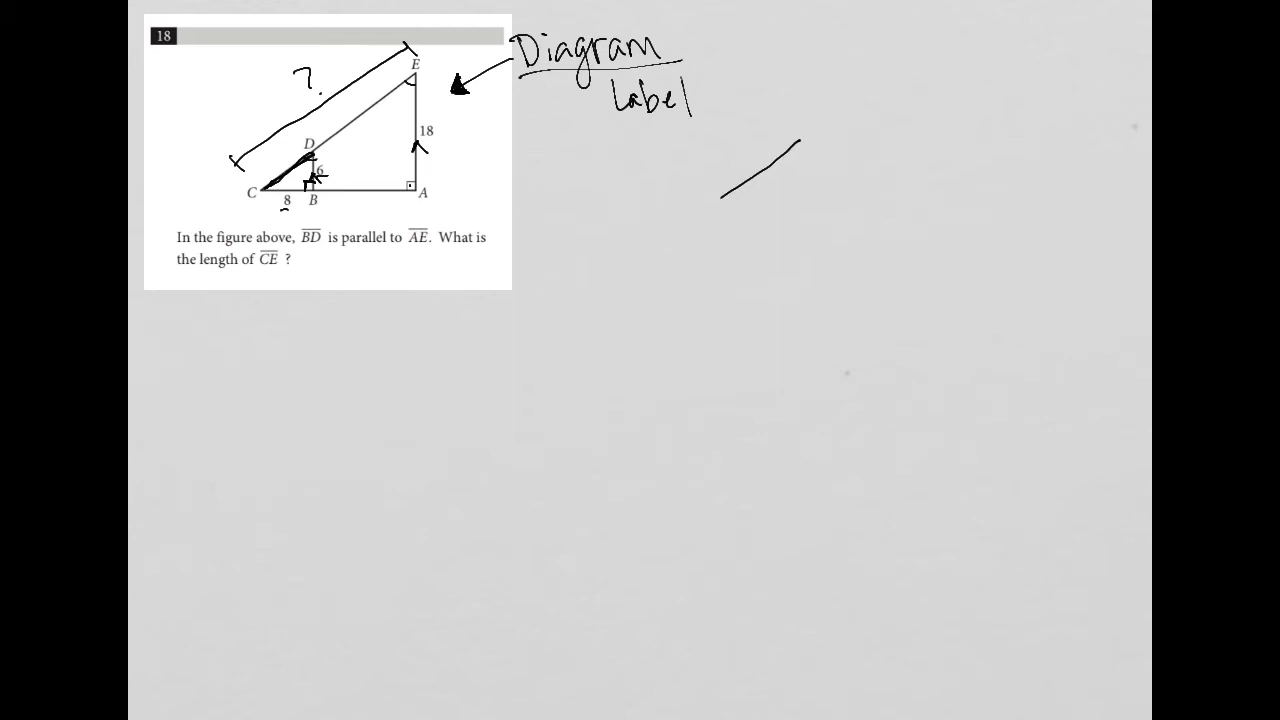 18
Diagram
Label
?
E
18
D
6
C
8
B
A
In the figure above, BD is parallel to AE. What is
the length of CE ?